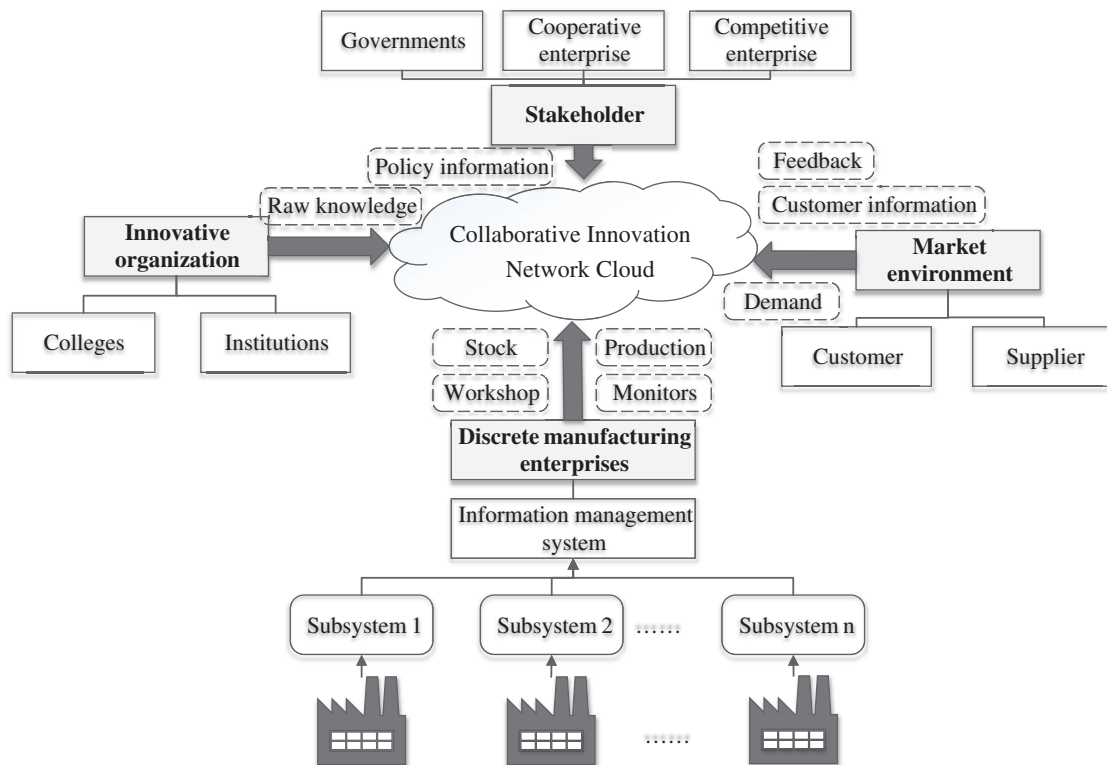 Governments
Cooperative
enterprise
Competitive
enterprise
Stakeholder
Policy information
Feedback
Raw knowledge
Customer information
Innovative
organization
Collaborative Innovation
Network Cloud
Market
environment
Demand
Colleges
Institutions
Stock
Production
Customer
Supplier
Workshop
Monitors
Discrete manufacturing
enterprises
Information management
system
Subsystem 1
Subsystem 2
......
Subsystem n
......